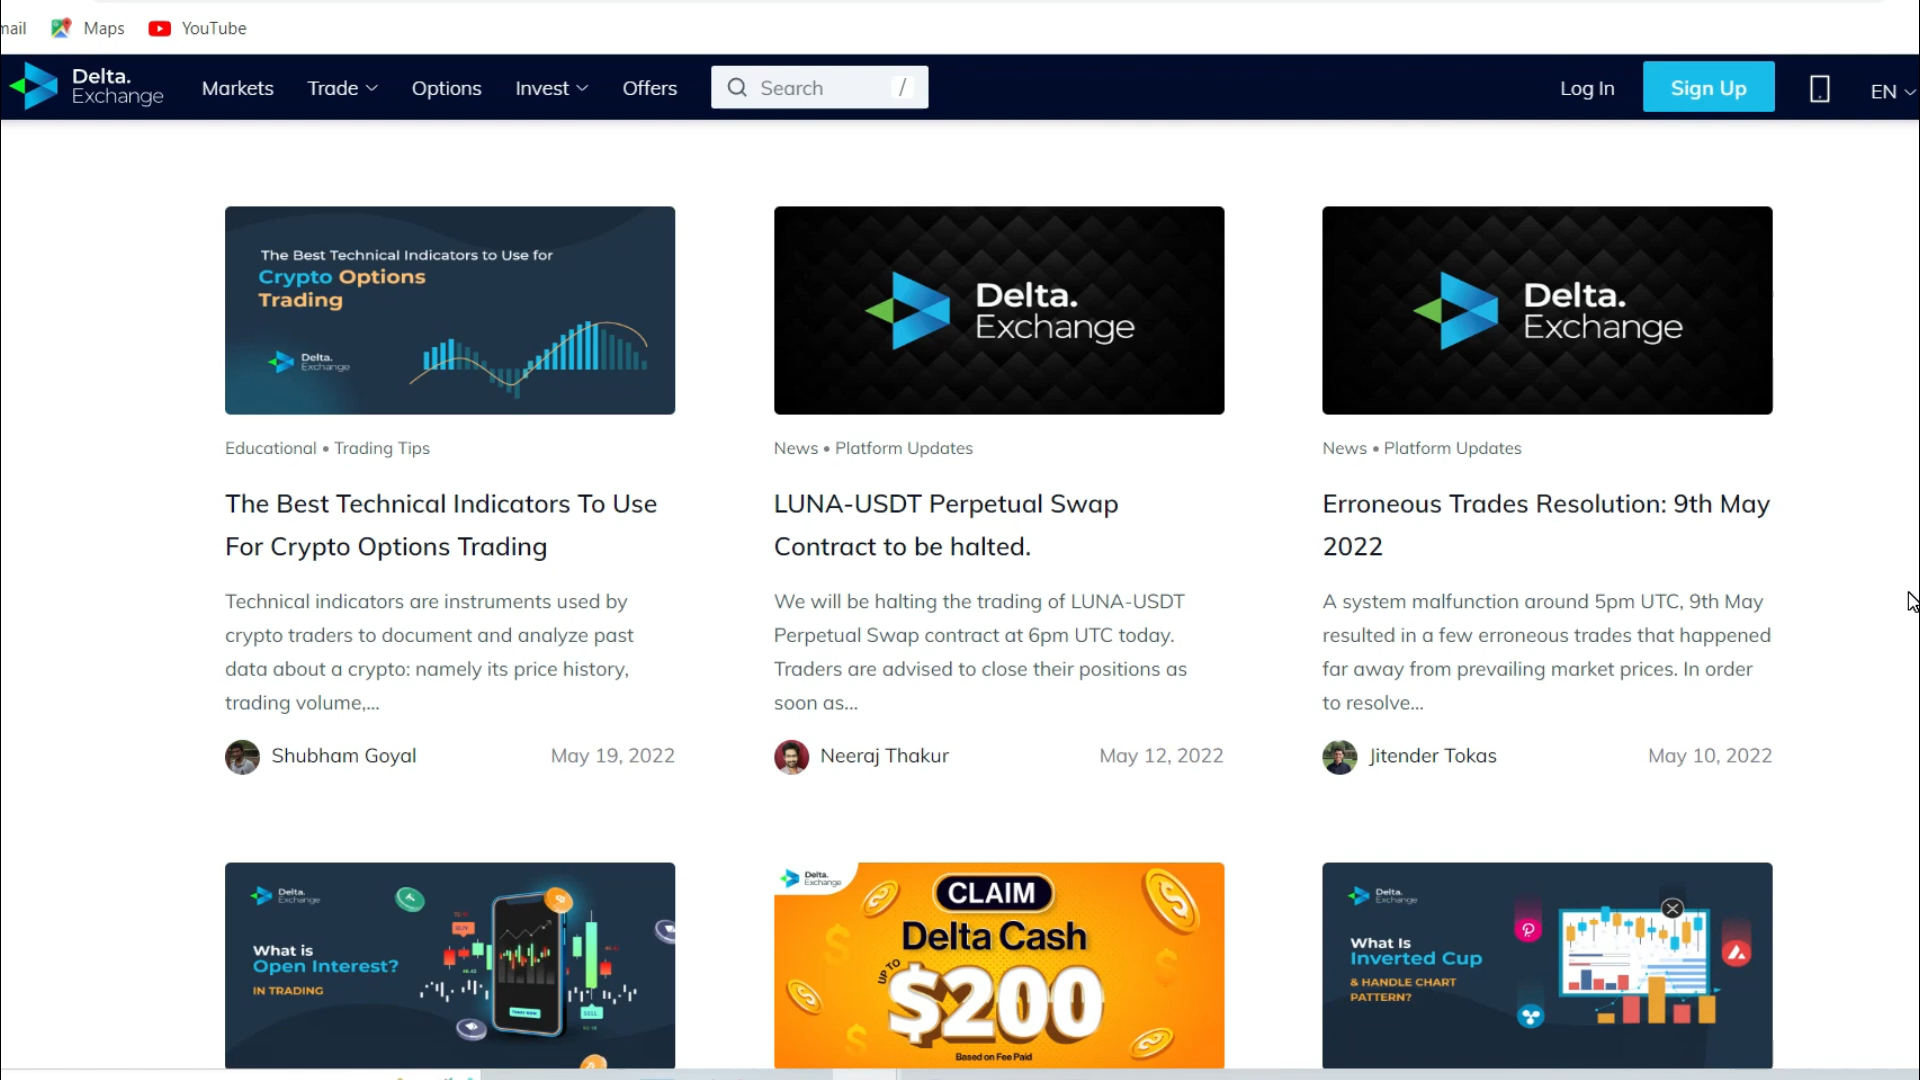 mail Maps YouTube
Delta.
Exchange
Markets Trade Options Invest Offers Search / Log In Sign Up EN
The Best Technical Indicators to Use for
Crypto Options
Trading
Delta.
Exchange
Delta.
Exchange
Delta.
Exchange
Educational • Trading Tips
The Best Technical Indicators To Use
For Crypto Options Trading
Technical indicators are instruments used by
crypto traders to document and analyze past
data about a crypto: namely its price history,
trading volume,...
Shubham Goyal May 19, 2022
News • Platform Updates
LUNA-USDT Perpetual Swap
Contract to be halted.
We will be halting the trading of LUNA-USDT
Perpetual Swap contract at 6pm UTC today.
Traders are advised to close their positions as
soon as...
Neeraj Thakur May 12, 2022
News • Platform Updates
Erroneous Trades Resolution: 9th May
2022
A system malfunction around 5pm UTC, 9th May
resulted in a few erroneous trades that happened
far away from prevailing market prices. In order
to resolve...
Jitender Tokas May 10, 2022
Delta.
Exchange
What is
Open Interest?
IN TRADING
SELL
Delta.
Exchange
CLAIM
Delta Cash
UP TO
$200
Based on Fee Paid
Delta.
Exchange
What Is
Inverted Cup
& HANDLE CHART
PATTERN?